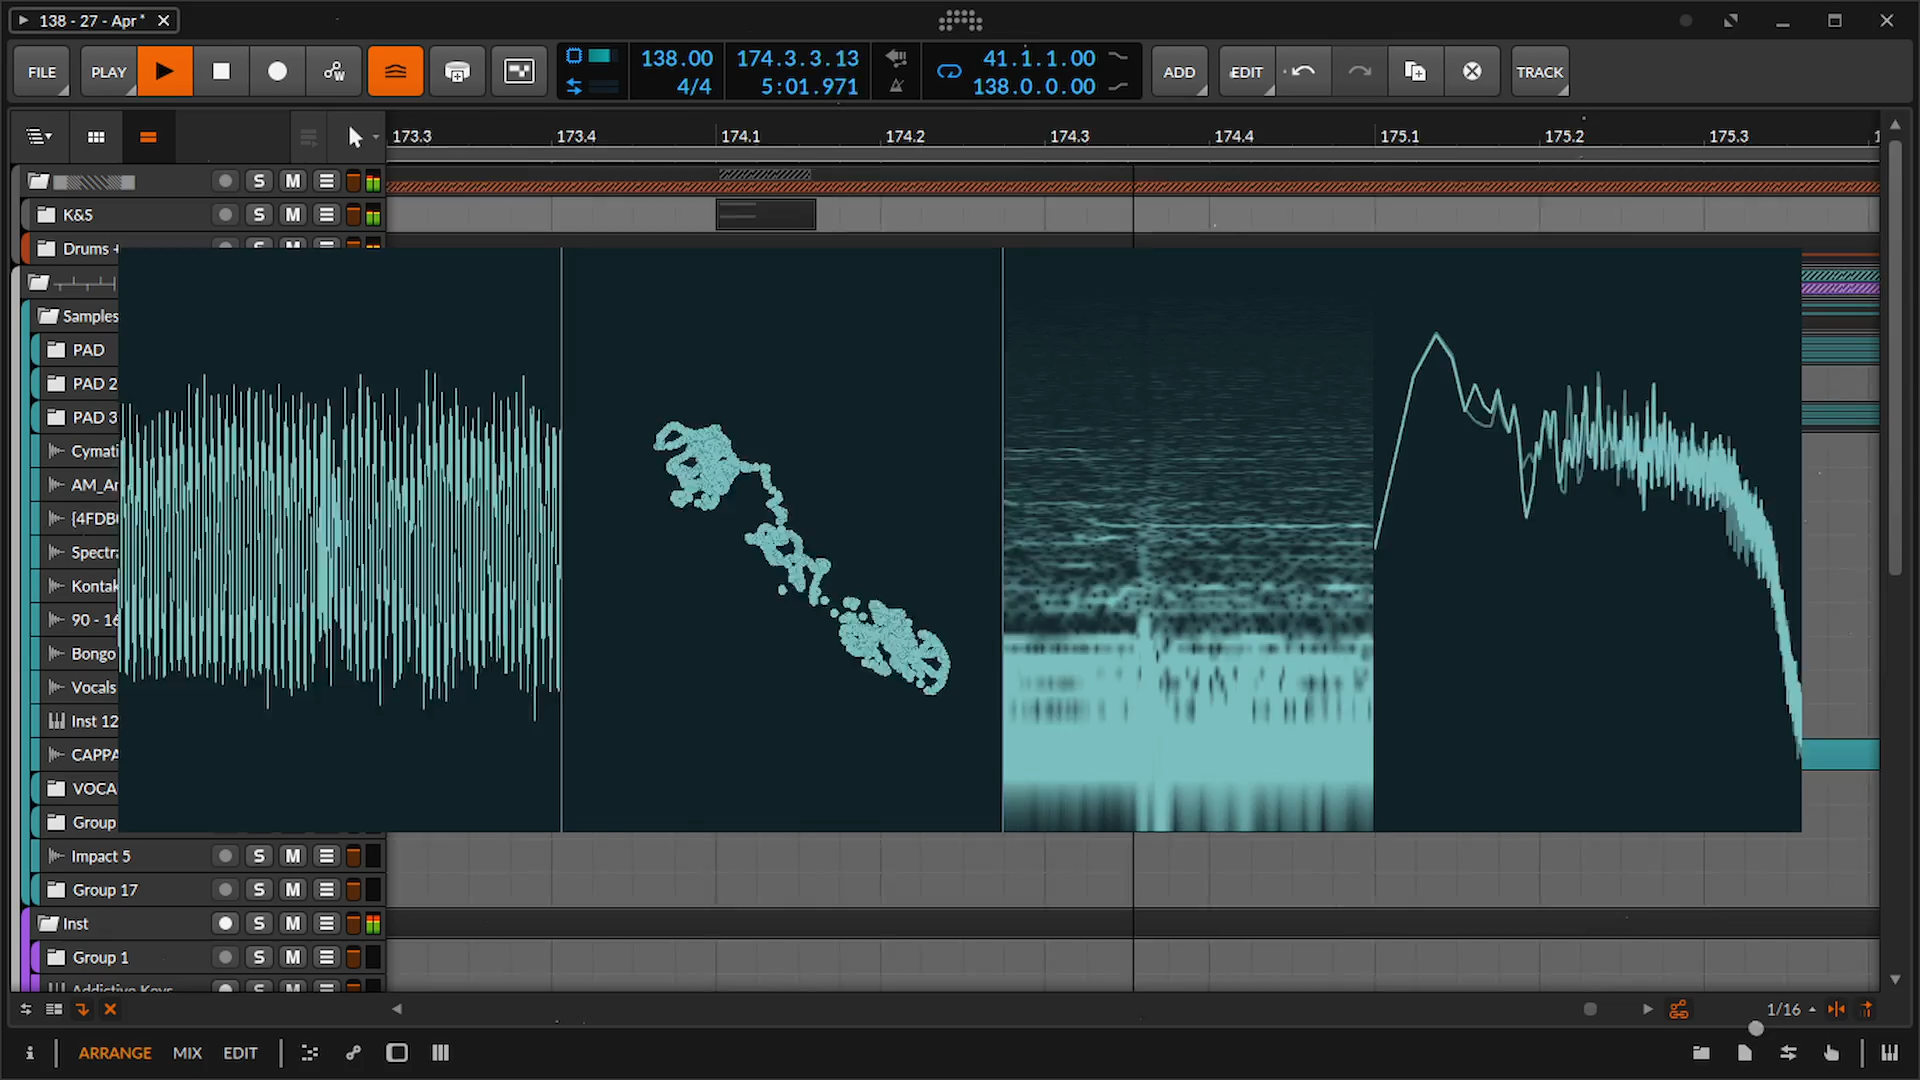 138 - 27 - Apr*
FILE
PLAY
138.00
4/4
174.3.3.13
5:01.971
41.1.1.00
138.0.0.00
ADD
EDIT
TRACK
173.3
173.4
174.1
174.2
174.3
174.4
175.1
175.2
175.3
S M
K&S
S M
Drums +
S M
Samples
PAD
PAD 2
PAD 3
Cymati
AM_Ar
Spectra
Kontak
90 - 16
Bongo
Vocals
Inst 12
CAPPA
VOCA
Group
Impact 5
S M
Group 17
S M
Inst
S M
Group 1
S M
Addictive Keys
S M
1/16
ARRANGE
MIX
EDIT